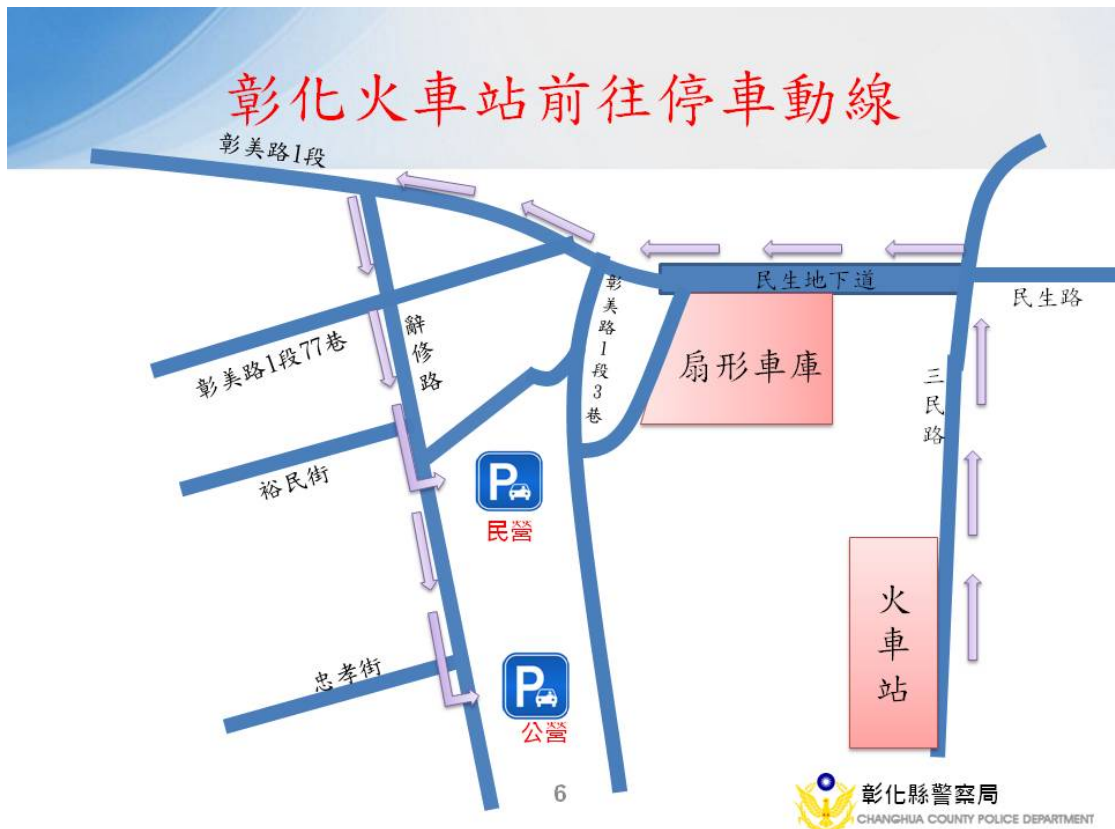 彰化火車站前往停車動線
彰美路1段
民生地下道
民生路
彰美路1段3巷
扇形車庫
辭修路
彰美路1段77巷
三民路
裕民街
P
民營
火車站
忠孝街
P
公營
6
彰化縣警察局
CHANGHUA COUNTY POLICE DEPARTMENT